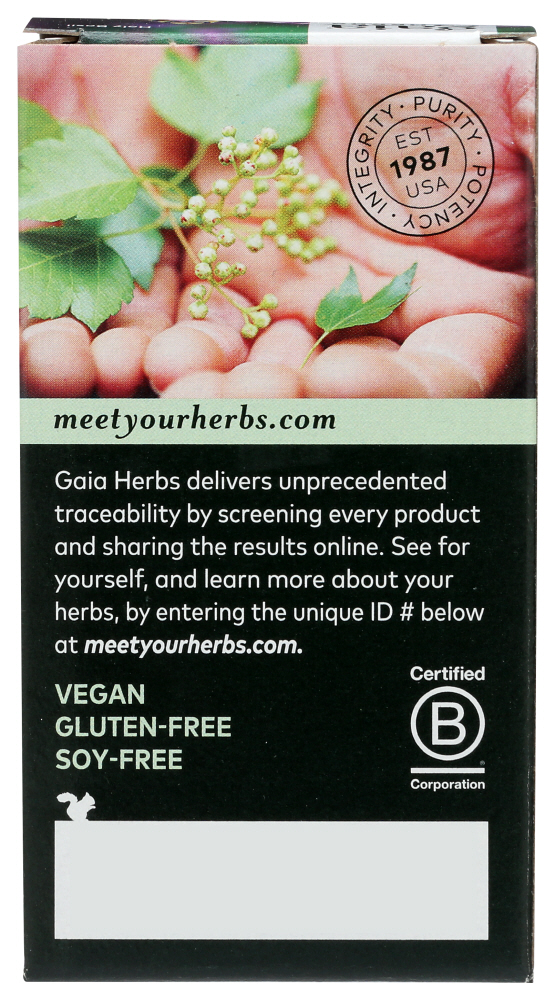 Holy Basil
INTEGRITY · PURITY · POTENCY ·
EST
1987
USA
meetyourherbs.com
Gaia Herbs delivers unprecedented
traceability by screening every product
and sharing the results online. See for
yourself, and learn more about your
herbs, by entering the unique ID # below
at meetyourherbs.com.
VEGAN
GLUTEN-FREE
SOY-FREE
Certified
B
®
Corporation